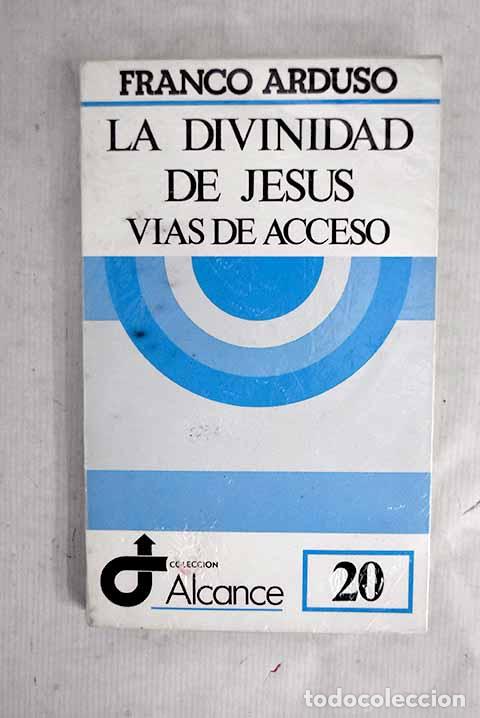 FRANCO ARDUSO
LA DIVINIDAD
DE JESUS
VIAS DE ACCESO
COLECCION
Alcance
20
todocoleccion